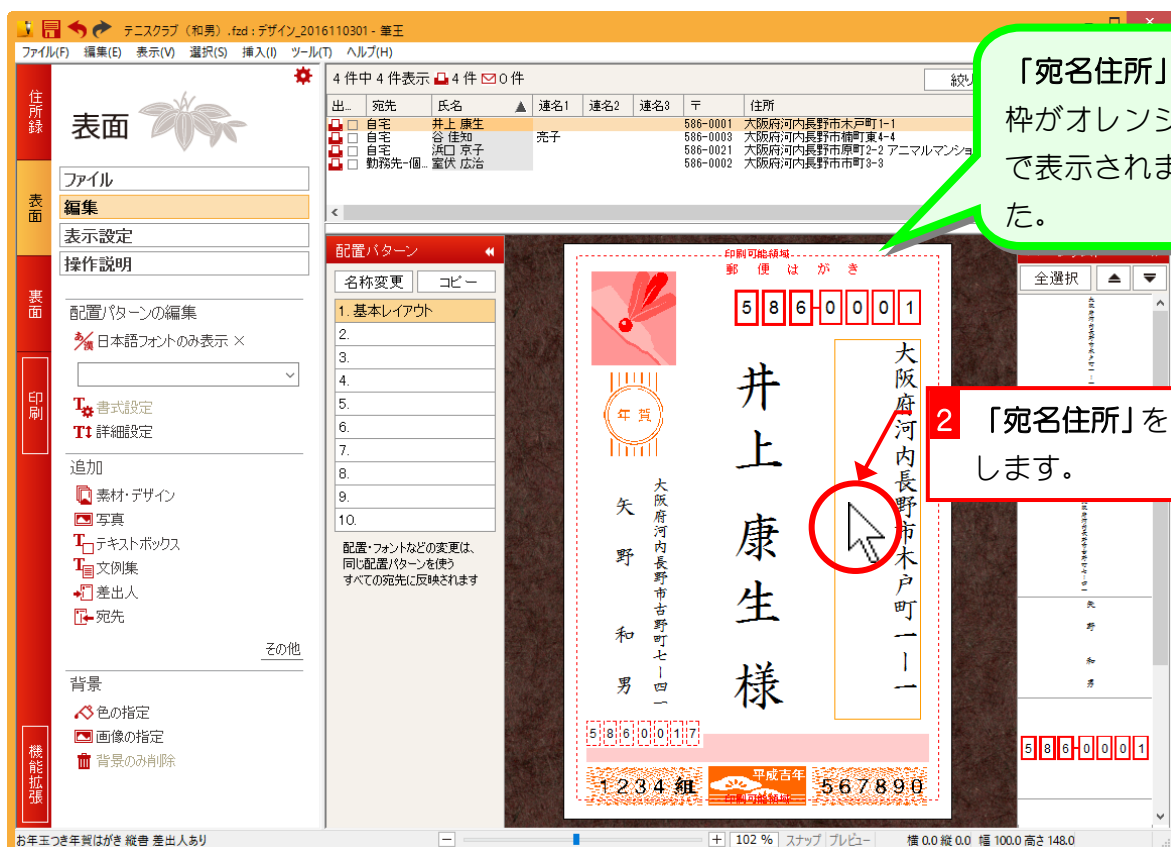 テニスクラブ（和男）.fzd : デザイン_2016110301 - 筆王
ファイル(F) 編集(E) 表示(V) 選択(S) 挿入(I) ツール(T) ヘルプ(H)
住所録
表面
裏面
印刷
機能拡張
表面
ファイル
編集
表示設定
操作説明
配置パターンの編集
日本語フォントのみ表示 ×
書式設定
詳細設定
追加
素材・デザイン
写真
テキストボックス
文例集
差出人
宛先
その他
背景
色の指定
画像の指定
背景のみ削除
4 件中 4 件表示 4 件 0 件
絞り
出... 宛先 氏名 連名1 連名2 連名3 〒 住所
自宅 井上 康生 586-0001 大阪府河内長野市木戸町1-1
自宅 谷 佳知 亮子 586-0003 大阪府河内長野市楠町東4-4
自宅 浜口 京子 586-0021 大阪府河内長野市原町2-2 アニマルマンショ
勤務先-個... 室伏 広治 586-0002 大阪府河内長野市市町3-3
配置パターン
名称変更 コピー
1. 基本レイアウト
2.
3.
4.
5.
6.
7.
8.
9.
10.
配置・フォントなどの変更は、
同じ配置パターンを使う
すべての宛先に反映されます
印刷可能領域
郵便はがき
586-0001
大阪府河内長野市木戸町一ー一
井上 康生 様
年賀
大阪府河内長野市古野町七ー四一
矢野 和男
5860017
1234組 平成吉年 567890
印刷可能領域
「宛名住所」
枠がオレンジ
で表示されま
た。
2 「宛名住所」を
します。
全選択
矢野 和男
586-0001
お年玉つき年賀はがき 縦書 差出人あり
102 % スナップ プレビュー 横 0.0 縦 0.0 幅 100.0 高さ 148.0